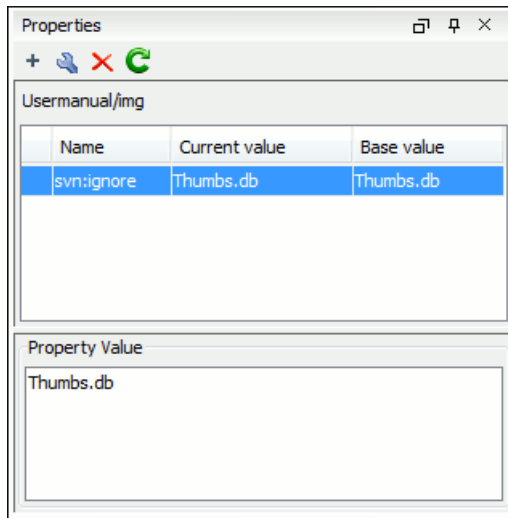 Properties
Usermanual/img
Name Current value Base value
svn:ignore Thumbs.db Thumbs.db
Property Value
Thumbs.db